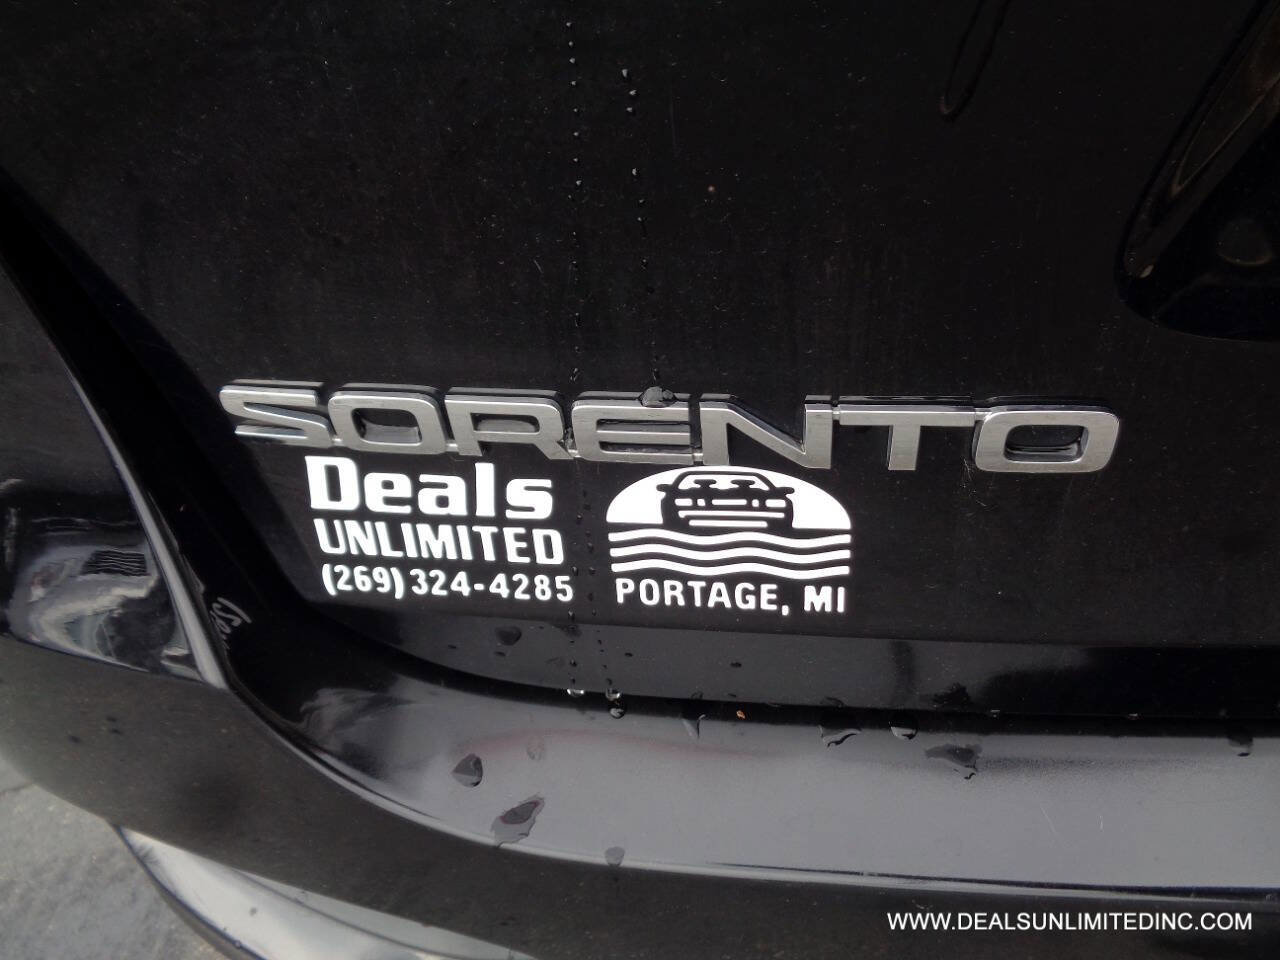 SORENTO
Deals
UNLIMITED
(269) 324-4285
PORTAGE, MI
WWW.DEALSUNLIMITEDINC.COM